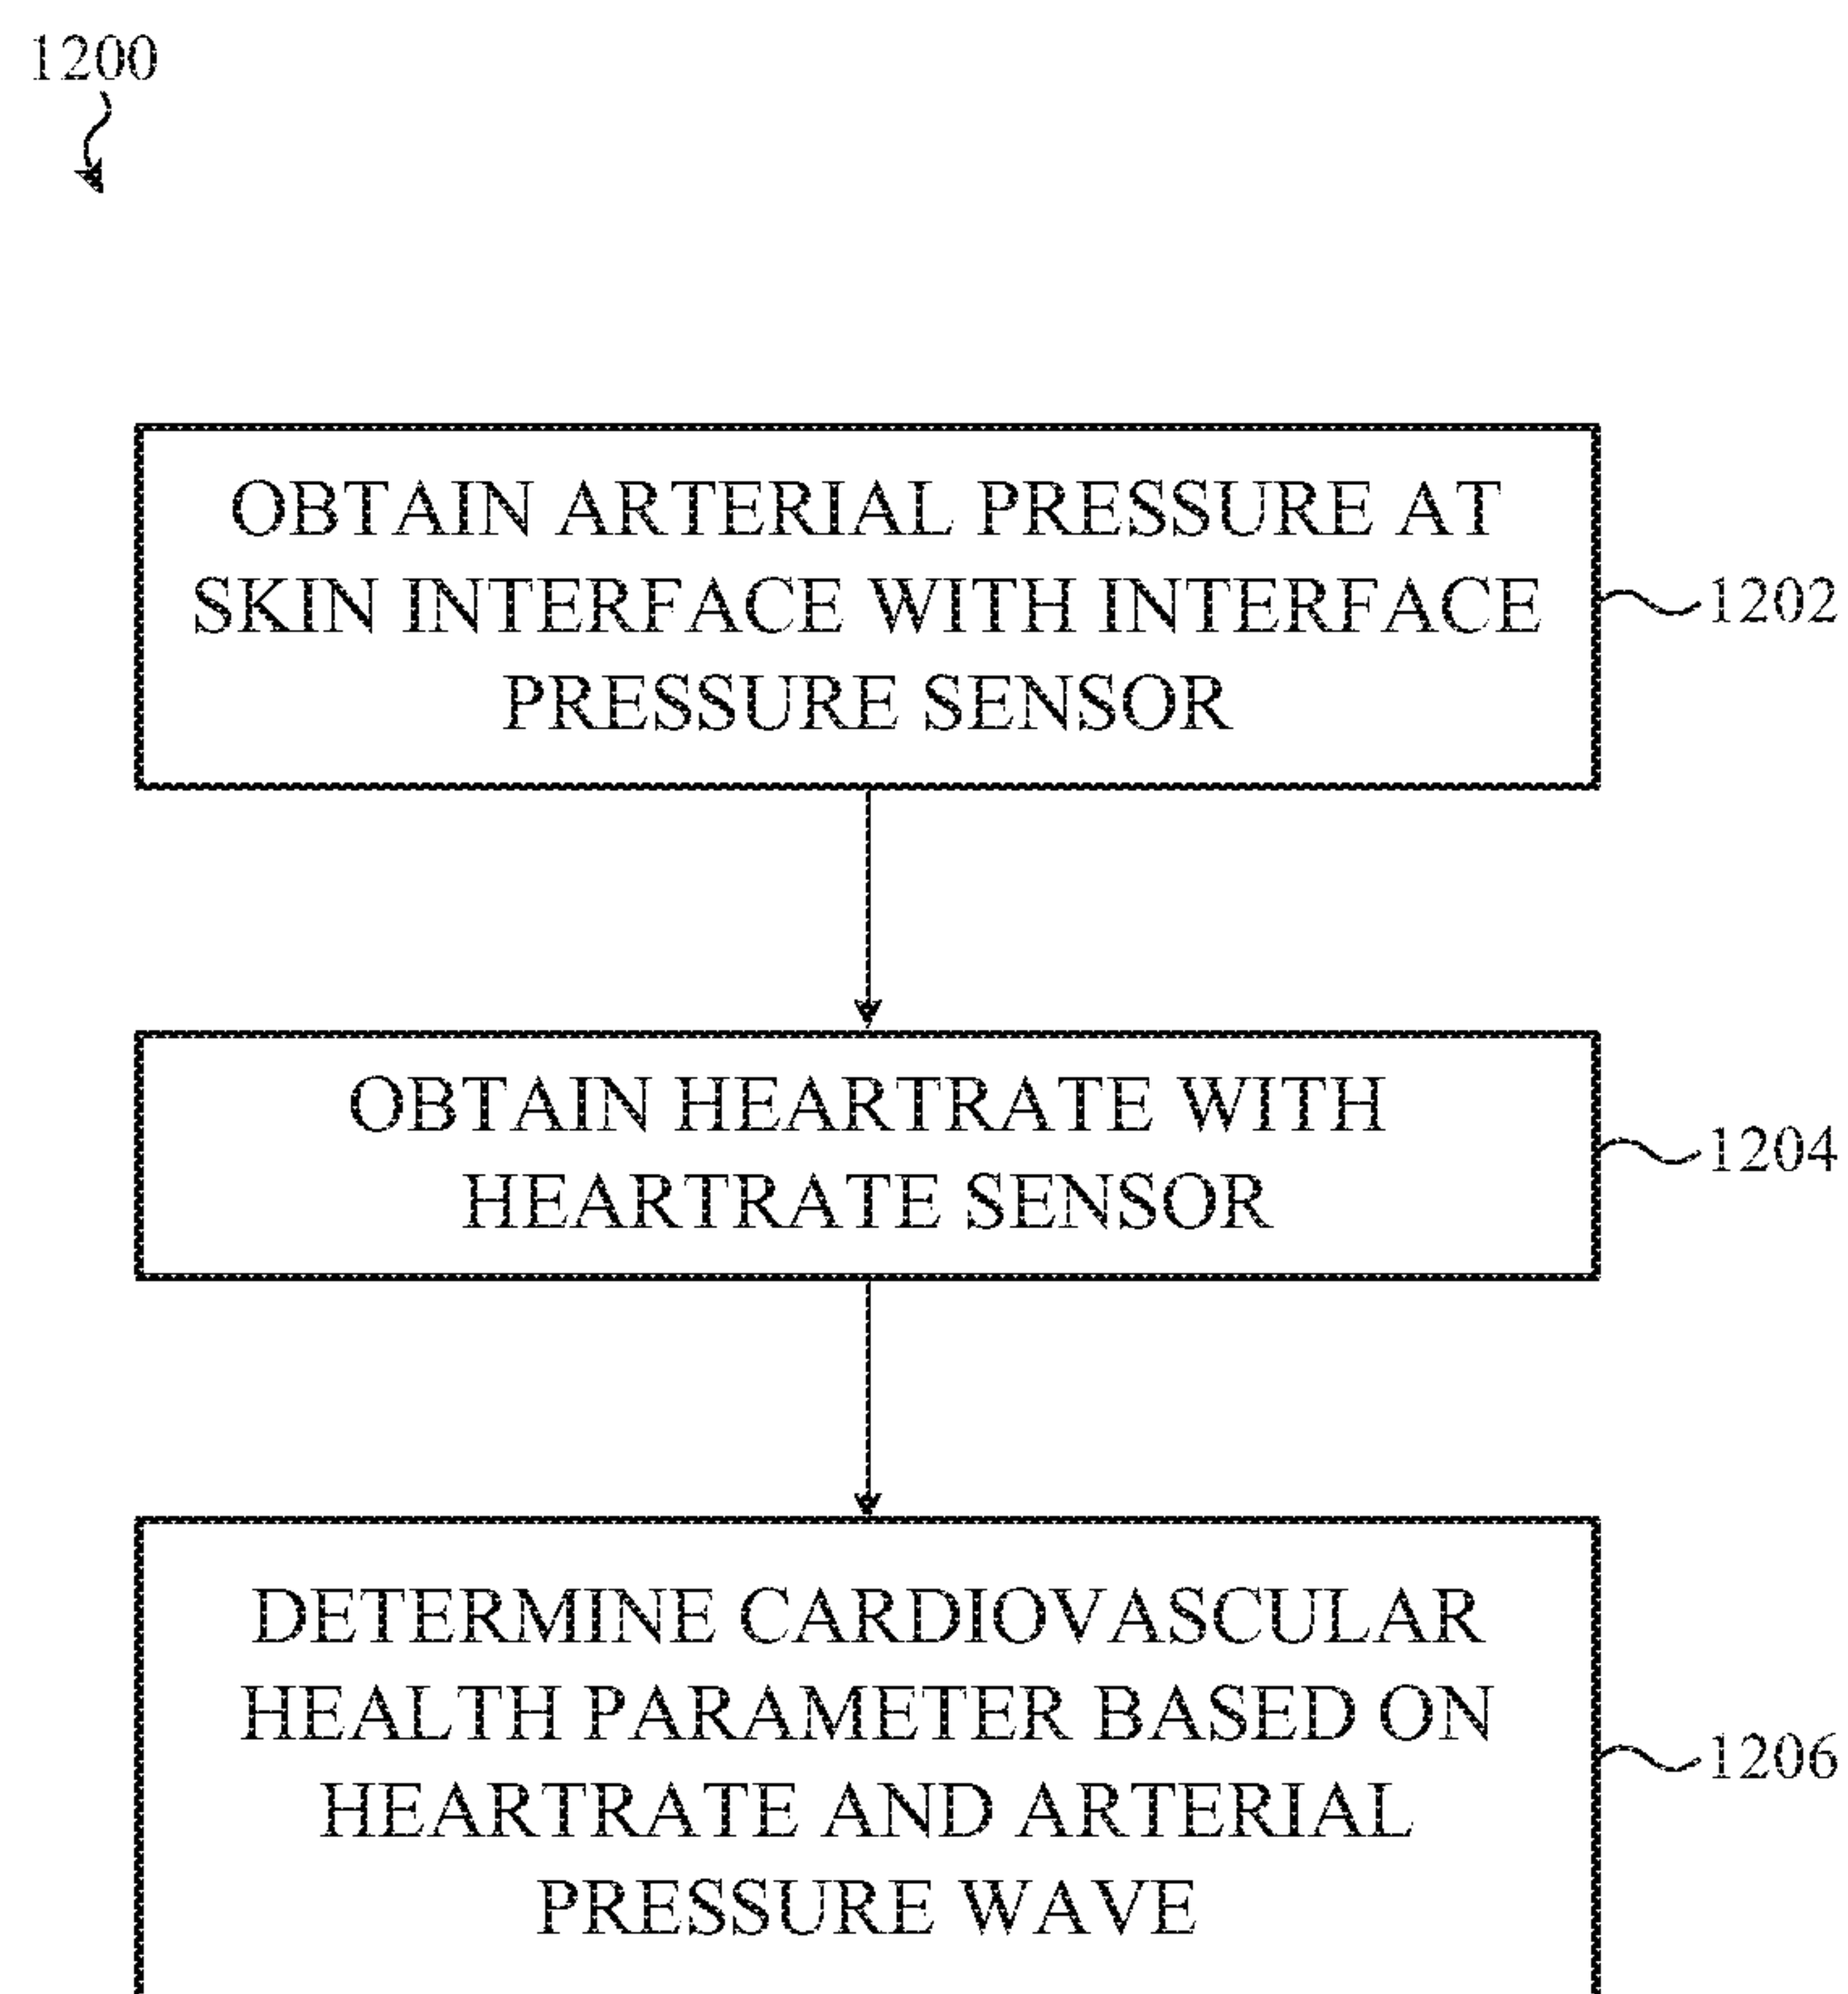 1200
OBTAIN ARTERIAL PRESSURE AT
SKIN INTERFACE WITH INTERFACE
PRESSURE SENSOR
1202
OBTAIN HEARTRATE WITH
HEARTRATE SENSOR
1204
DETERMINE CARDIOVASCULAR
HEALTH PARAMETER BASED ON
HEARTRATE AND ARTERIAL
PRESSURE WAVE
1206